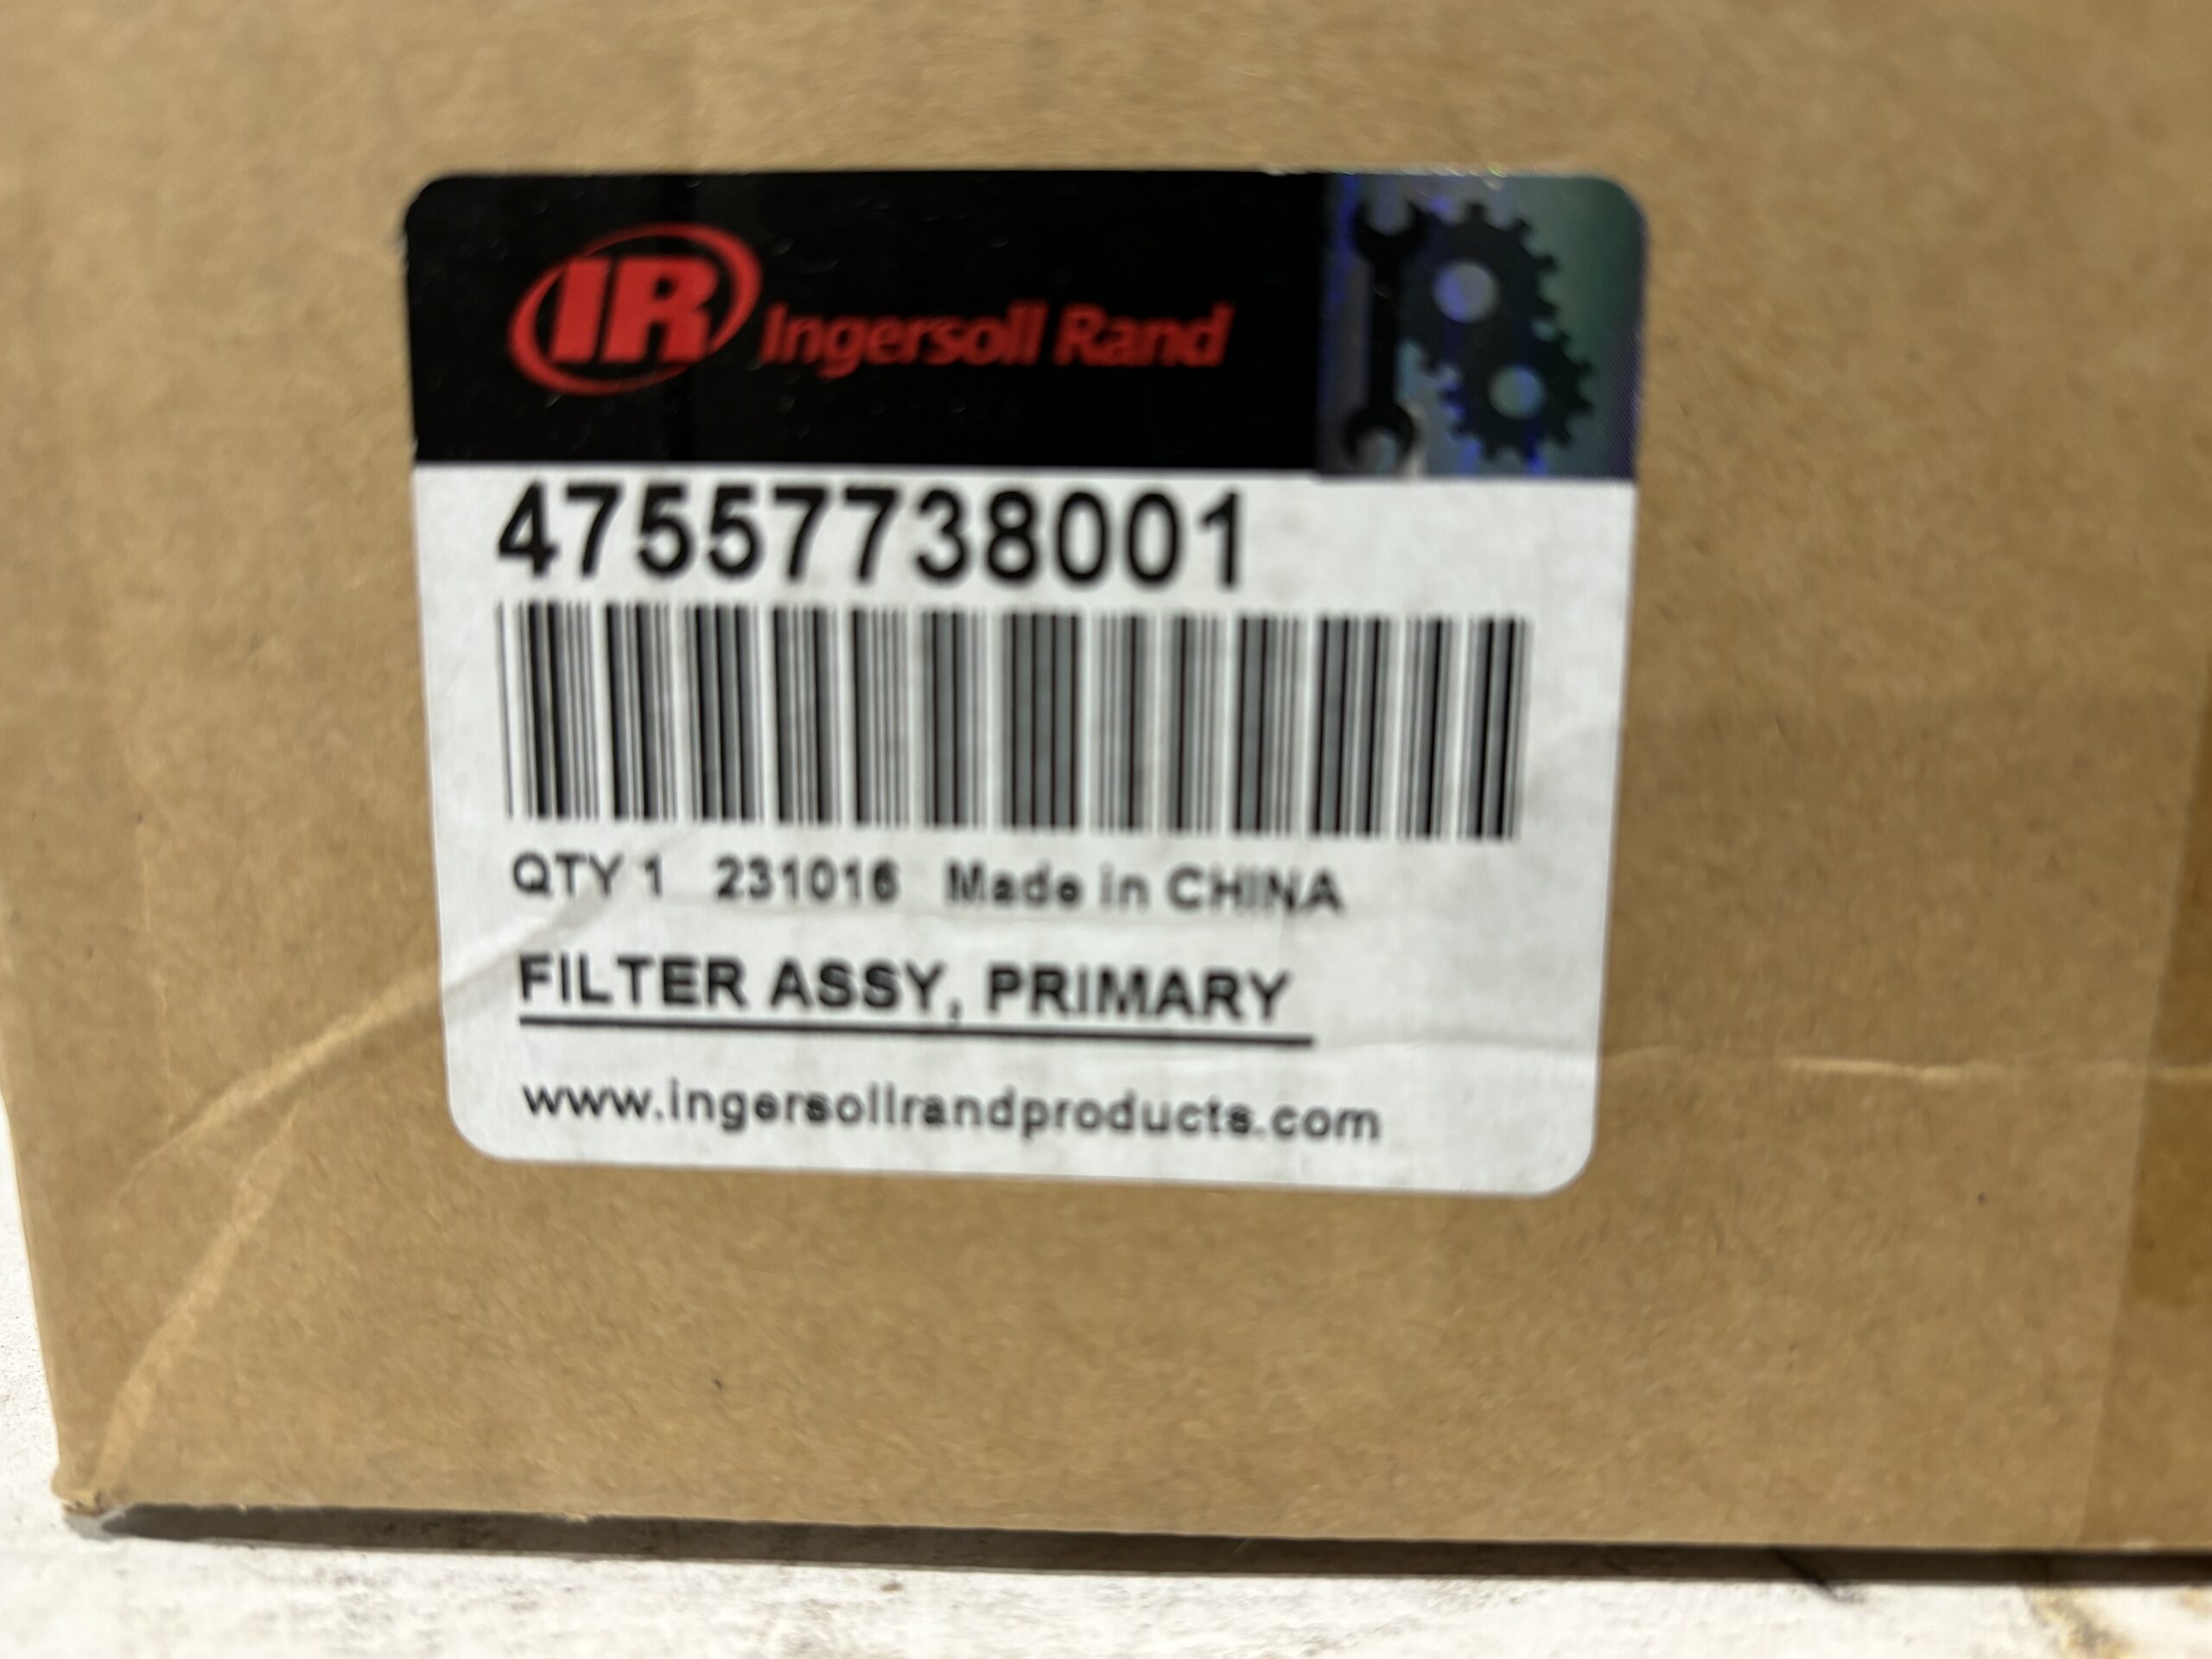 IR Ingersoll Rand
47557738001
QTY 1 231016 Made in CHINA
FILTER ASSY, PRIMARY
www.ingersollrandproducts.com